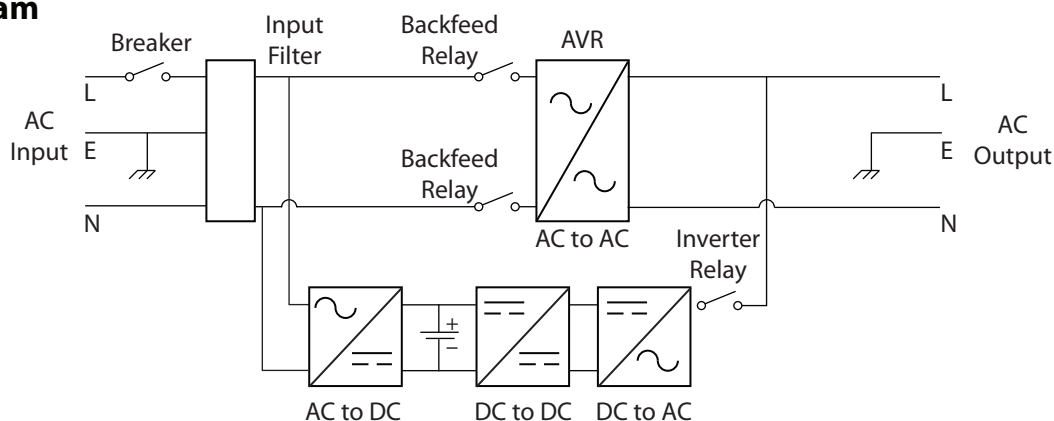 am
Breaker
Input
Filter
Backfeed
Relay
AVR
L
L
AC
Input
E
AC
Output
E
Backfeed
Relay
N
N
AC to AC
Inverter
Relay
+
−
AC to DC
DC to DC
DC to AC